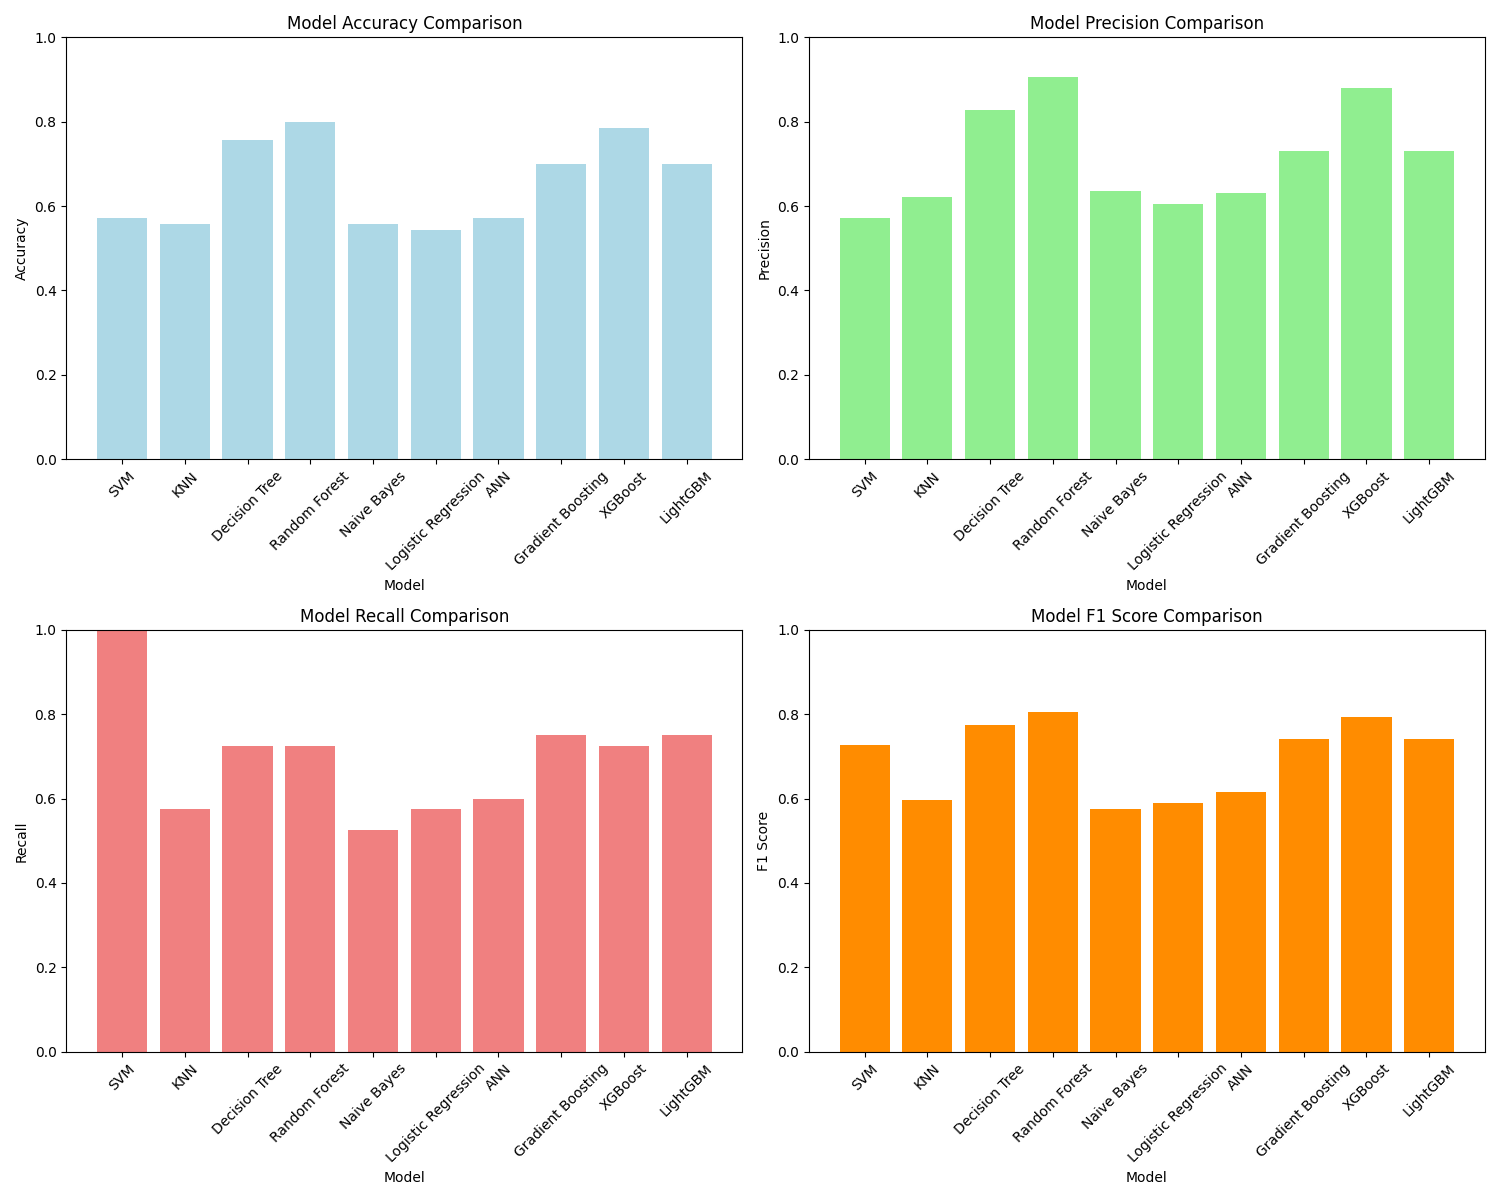 Model Accuracy Comparison
1.0
0.8
0.6
0.4
0.2
0.0
Accuracy
SVM
KNN
Decision Tree
Random Forest
Naive Bayes
Logistic Regression
ANN
Gradient Boosting
XGBoost
LightGBM
Model
Model Precision Comparison
1.0
0.8
0.6
0.4
0.2
0.0
Precision
SVM
KNN
Decision Tree
Random Forest
Naive Bayes
Logistic Regression
ANN
Gradient Boosting
XGBoost
LightGBM
Model
Model Recall Comparison
1.0
0.8
0.6
0.4
0.2
0.0
Recall
SVM
KNN
Decision Tree
Random Forest
Naive Bayes
Logistic Regression
ANN
Gradient Boosting
XGBoost
LightGBM
Model
Model F1 Score Comparison
1.0
0.8
0.6
0.4
0.2
0.0
F1 Score
SVM
KNN
Decision Tree
Random Forest
Naive Bayes
Logistic Regression
ANN
Gradient Boosting
XGBoost
LightGBM
Model